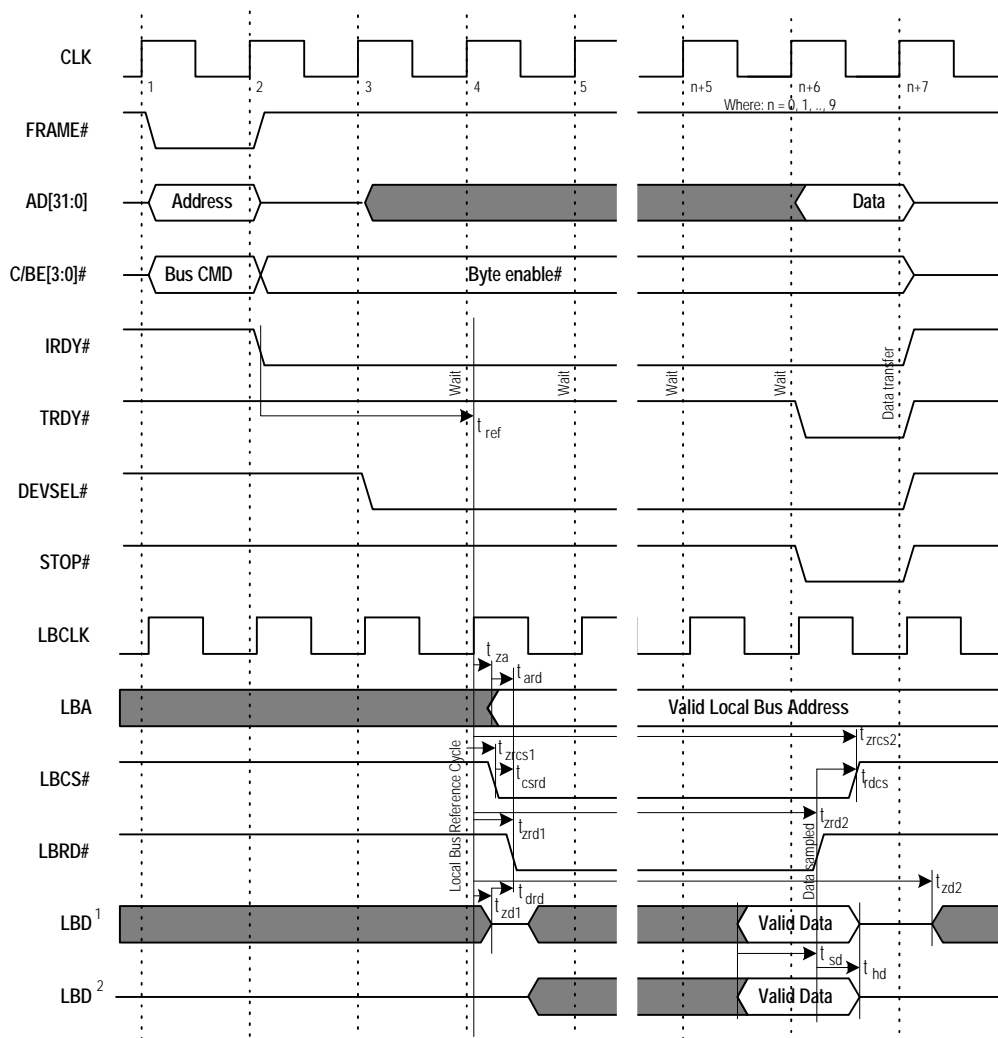 CLK
1 2 3 4 5 n+5 n+6 n+7
Where: n = 0, 1, .., 9
FRAME#
AD[31:0] Address Data
C/BE[3:0]# Bus CMD Byte enable#
IRDY#
Wait Wait Wait Wait Data transfer
TRDY#
t ref
DEVSEL#
STOP#
LBCLK
t za
t ard
LBA Valid Local Bus Address
t zrcs2
t zrcs1
LBCS#
t csrd
t rdcs
Local Bus Reference Cycle
t zrd1
t zrd2
LBRD#
Data sampled
t drd
t zd2
t zd1
LBD 1 Valid Data
t sd
t hd
LBD 2 Valid Data